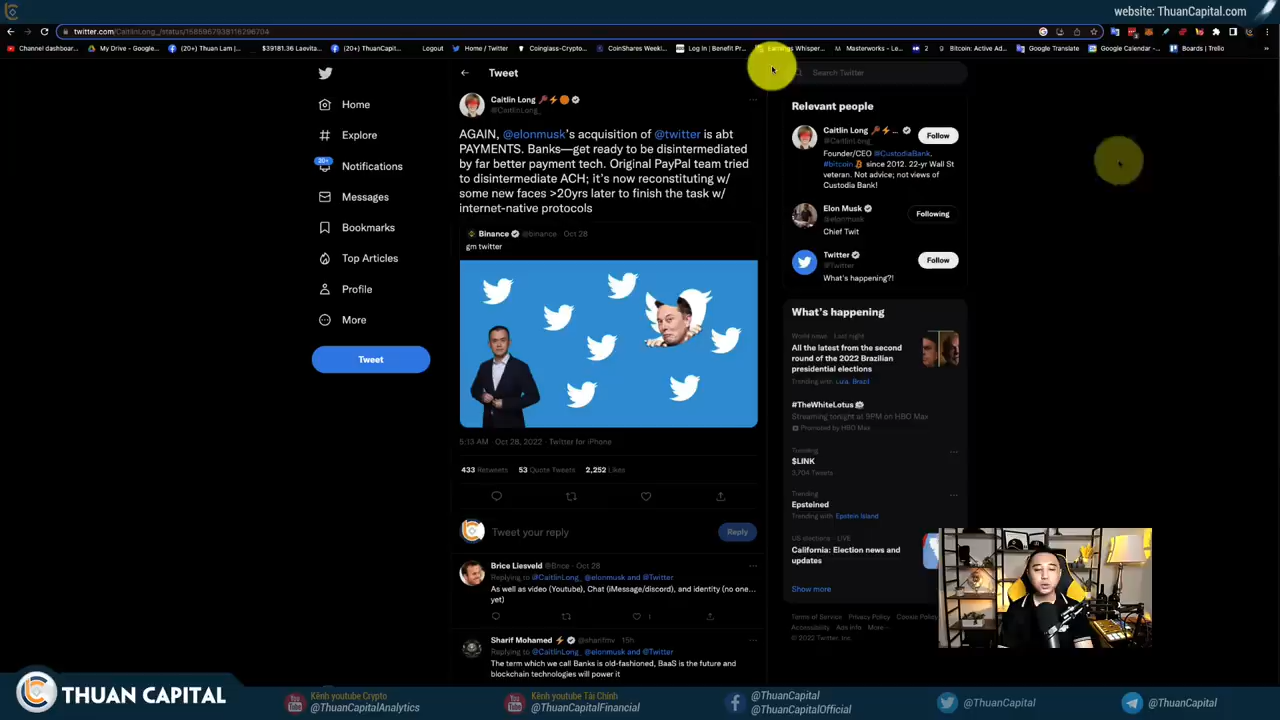 website: ThuanCapital.com
twitter.com/CaitlinLong_/status/1585967938116296704
Channel dashboar...
My Drive - Google...
(20+) Thuan Lam |...
$39181.36 Laevita...
(20+) ThuanCapit...
Logout
Home / Twitter
Coinglass-Crypto...
CoinShares Weekl...
Log In | Benefit Pr...
Earnings Whisper...
Masterworks - Le...
2
Bitcoin: Active Ad...
Google Translate
Google Calendar -...
Boards | Trello
Home
Explore
20+
Notifications
Messages
Bookmarks
Top Articles
Profile
More
Tweet
Tweet
Caitlin Long
@CaitlinLong_
AGAIN, @elonmusk's acquisition of @twitter is abt
PAYMENTS. Banks—get ready to be disintermediated
by far better payment tech. Original PayPal team tried
to disintermediate ACH; it's now reconstituting w/
some new faces >20yrs later to finish the task w/
internet-native protocols
Binance @binance Oct 28
gm twitter
5:13 AM · Oct 28, 2022 · Twitter for iPhone
433 Retweets 53 Quote Tweets 2,252 Likes
Tweet your reply
Reply
Brice Liesveld @Brice · Oct 28
Replying to @CaitlinLong_ @elonmusk and @Twitter
As well as video (Youtube), Chat (iMessage/discord), and identity (no one...
yet)
1
Sharif Mohamed 15h
Replying to @CaitlinLong_ @elonmusk and @Twitter
The term which we call Banks is old-fashioned, BaaS is the future and
blockchain technologies will power it
Search Twitter
Relevant people
Caitlin Long ...
@CaitlinLong_
Follow
Founder/CEO @CustodiaBank,
#bitcoin since 2012. 22-yr Wall St
veteran. Not advice; not views of
Custodia Bank!
Elon Musk
@elonmusk
Following
Chief Twit
Twitter
@Twitter
Follow
What's happening?!
What's happening
World news · Last night
All the latest from the second
round of the 2022 Brazilian
presidential elections
Trending with Lula, Brazil
#TheWhiteLotus
Streaming tonight at 9PM on HBO Max
Promoted by HBO Max
Trending
$LINK
3,704 Tweets
Trending
Epsteined
Trending with Epstein Island
US elections · LIVE
California: Election news and
updates
Show more
Terms of Service Privacy Policy Cookie Policy
Accessibility Ads info More ...
© 2022 Twitter, Inc.
THUAN CAPITAL
Kênh youtube Crypto
@ThuanCapitalAnalytics
Kênh youtube Tài Chính
@ThuanCapitalFinancial
@ThuanCapital
@ThuanCapitalOfficial
@ThuanCapital
@ThuanCapital